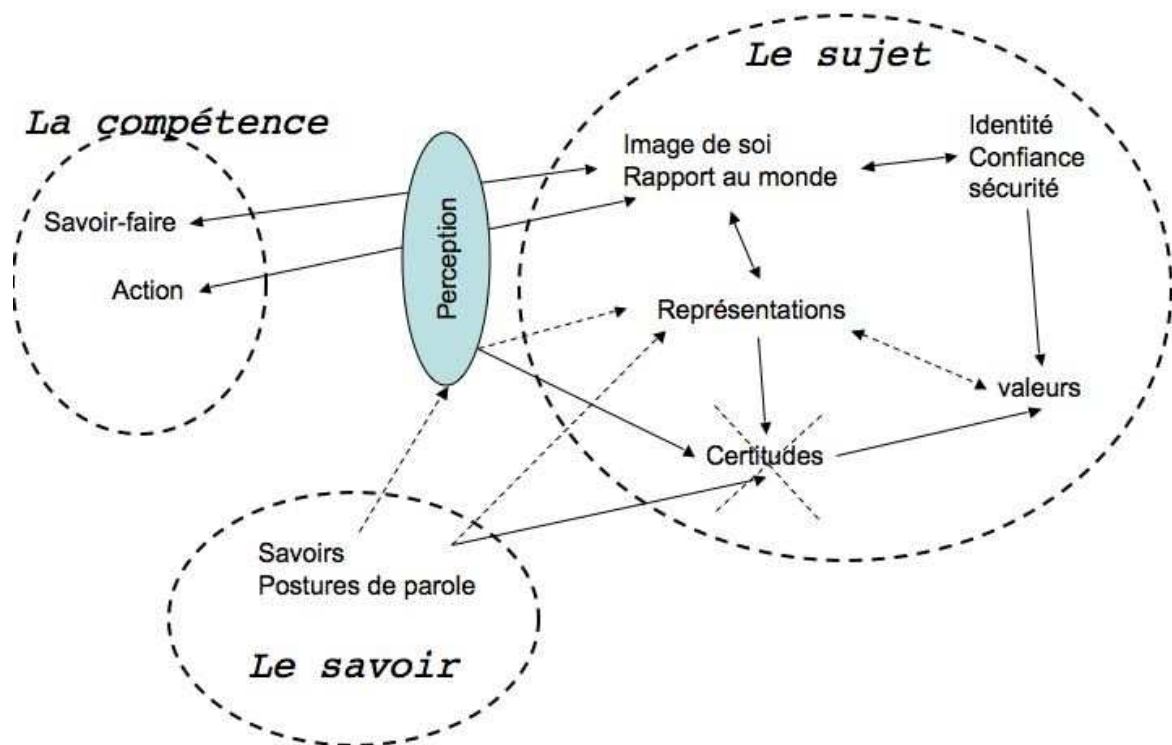 Le sujet
La compétence
Image de soi
Rapport au monde
Identité
Confiance
sécurité
Savoir-faire
Action
Perception
Représentations
valeurs
Certitudes
Savoirs
Postures de parole
Le savoir